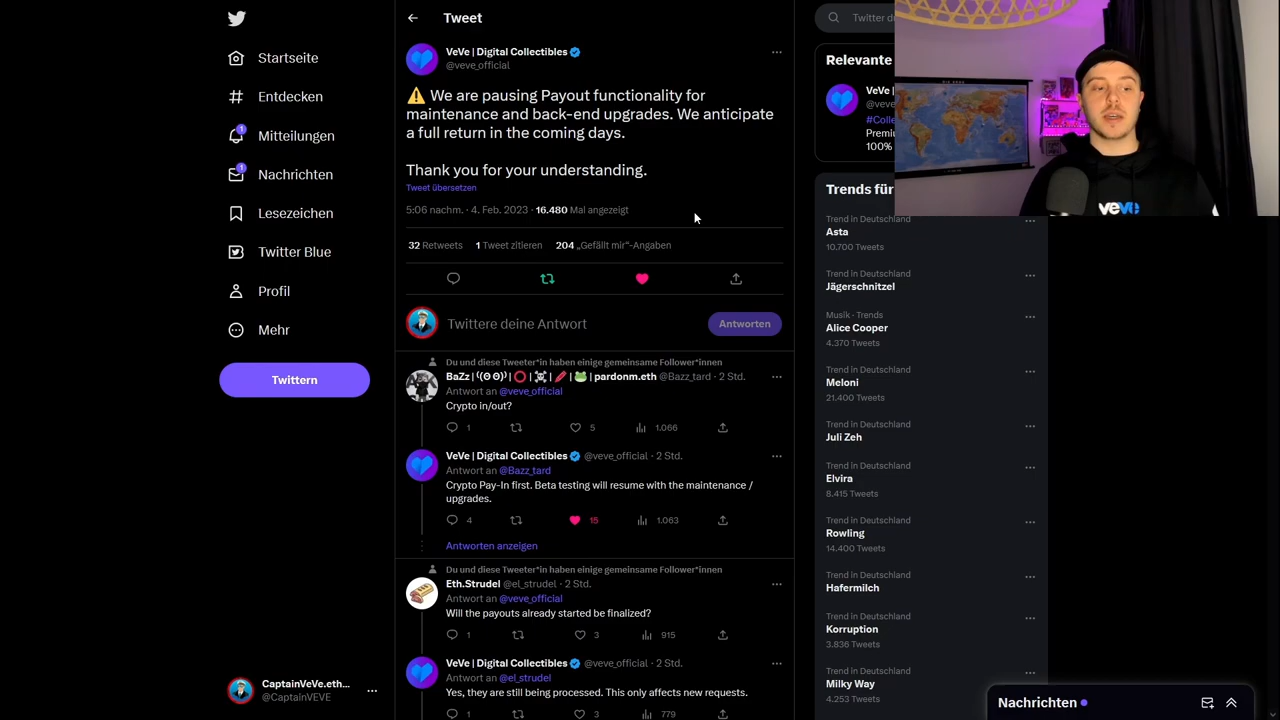 Tweet
Twitter du
Startseite
Entdecken
1
Mitteilungen
1
Nachrichten
Lesezeichen
Twitter Blue
Profil
Mehr
Twittern
CaptainVeVe.eth...
@CaptainVEVE
VeVe | Digital Collectibles
@veve_official
⚠️ We are pausing Payout functionality for
maintenance and back-end upgrades. We anticipate
a full return in the coming days.
Thank you for your understanding.
Tweet übersetzen
5:06 nachm. · 4. Feb. 2023 · 16.480 Mal angezeigt
32 Retweets 1 Tweet zitieren 204 „Gefällt mir“-Angaben
Twittere deine Antwort
Antworten
Du und diese Tweeter*in haben einige gemeinsame Follower*innen
BaZz | | ⭕ | ☠️ | | 🐸 | pardonm.eth @Bazz_tard · 2 Std.
Antwort an @veve_official
Crypto in/out?
1 5 1.066
VeVe | Digital Collectibles @veve_official · 2 Std.
Antwort an @Bazz_tard
Crypto Pay-In first. Beta testing will resume with the maintenance /
upgrades.
4 15 1.063
Antworten anzeigen
Du und diese Tweeter*in haben einige gemeinsame Follower*innen
Eth.Strudel @el_strudel · 2 Std.
Antwort an @veve_official
Will the payouts already started be finalized?
1 3 915
VeVe | Digital Collectibles @veve_official · 2 Std.
Antwort an @el_strudel
Yes, they are still being processed. This only affects new requests.
1 3 779
Relevante
VeVe
@veve
#Colle
Premiu
100%
Trends für
Trend in Deutschland
Asta
10.700 Tweets
Trend in Deutschland
Jägerschnitzel
Musik · Trends
Alice Cooper
4.370 Tweets
Trend in Deutschland
Meloni
21.400 Tweets
Trend in Deutschland
Juli Zeh
Trend in Deutschland
Elvira
8.415 Tweets
Trend in Deutschland
Rowling
14.400 Tweets
Trend in Deutschland
Hafermilch
Trend in Deutschland
Korruption
3.836 Tweets
Trend in Deutschland
Milky Way
4.253 Tweets
Nachrichten
DIE ERDE
VEVE